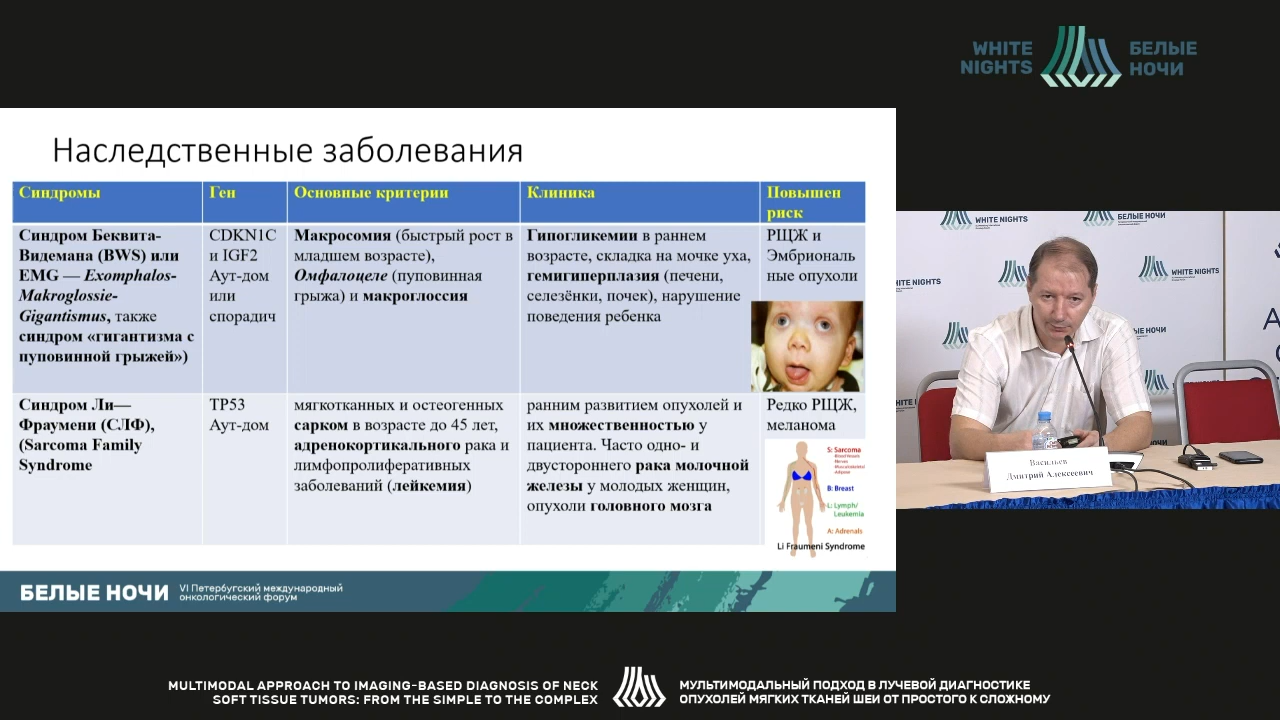 WHITE
NIGHTS
БЕЛЫЕ
НОЧИ
Наследственные заболевания
Синдромы
Ген
Основные критерии
Клиника
Повышен
риск
Синдром Беквита-
Видемана (BWS) или
EMG — Exomphalos-
Makroglossie-
Gigantismus, также
синдром «гигантизма с
пуповинной грыжей»)
CDKN1C
и IGF2
Аут-дом
или
спорадич
Макросомия (быстрый рост в
младшем возрасте),
Омфалоцеле (пуповинная
грыжа) и макроглоссия
Гипогликемии в раннем
возрасте, складка на мочке уха,
гемигиперплазия (печени,
селезёнки, почек), нарушение
поведения ребенка
РЩЖ и
Эмбриональ
ные опухоли
Синдром Ли—
Фраумени (СЛФ),
(Sarcoma Family
Syndrome
TP53
Аут-дом
мягкотканных и остеогенных
сарком в возрасте до 45 лет,
адренокортикального рака и
лимфопролиферативных
заболеваний (лейкемия)
ранним развитием опухолей и
их множественностью у
пациента. Часто одно- и
двустороннего рака молочной
железы у молодых женщин,
опухоли головного мозга
Редко РЩЖ,
меланома
S: Sarcoma
B: Breast
L: Lymph/
Leukemia
A: Adrenals
Li Fraumeni Syndrome
БЕЛЫЕ НОЧИ
VI Петербугский международный
онкологический форум
WHITE NIGHTS
БЕЛЫЕ НОЧИ
WHITE NIGHTS
WHITE NIGHTS
БЕЛЫЕ НОЧИ
Васильев
Дмитрий Алексеевич
MULTIMODAL APPROACH TO IMAGING-BASED DIAGNOSIS OF NECK
SOFT TISSUE TUMORS: FROM THE SIMPLE TO THE COMPLEX
МУЛЬТИМОДАЛЬНЫЙ ПОДХОД В ЛУЧЕВОЙ ДИАГНОСТИКЕ
ОПУХОЛЕЙ МЯГКИХ ТКАНЕЙ ШЕИ ОТ ПРОСТОГО К СЛОЖНОМУ